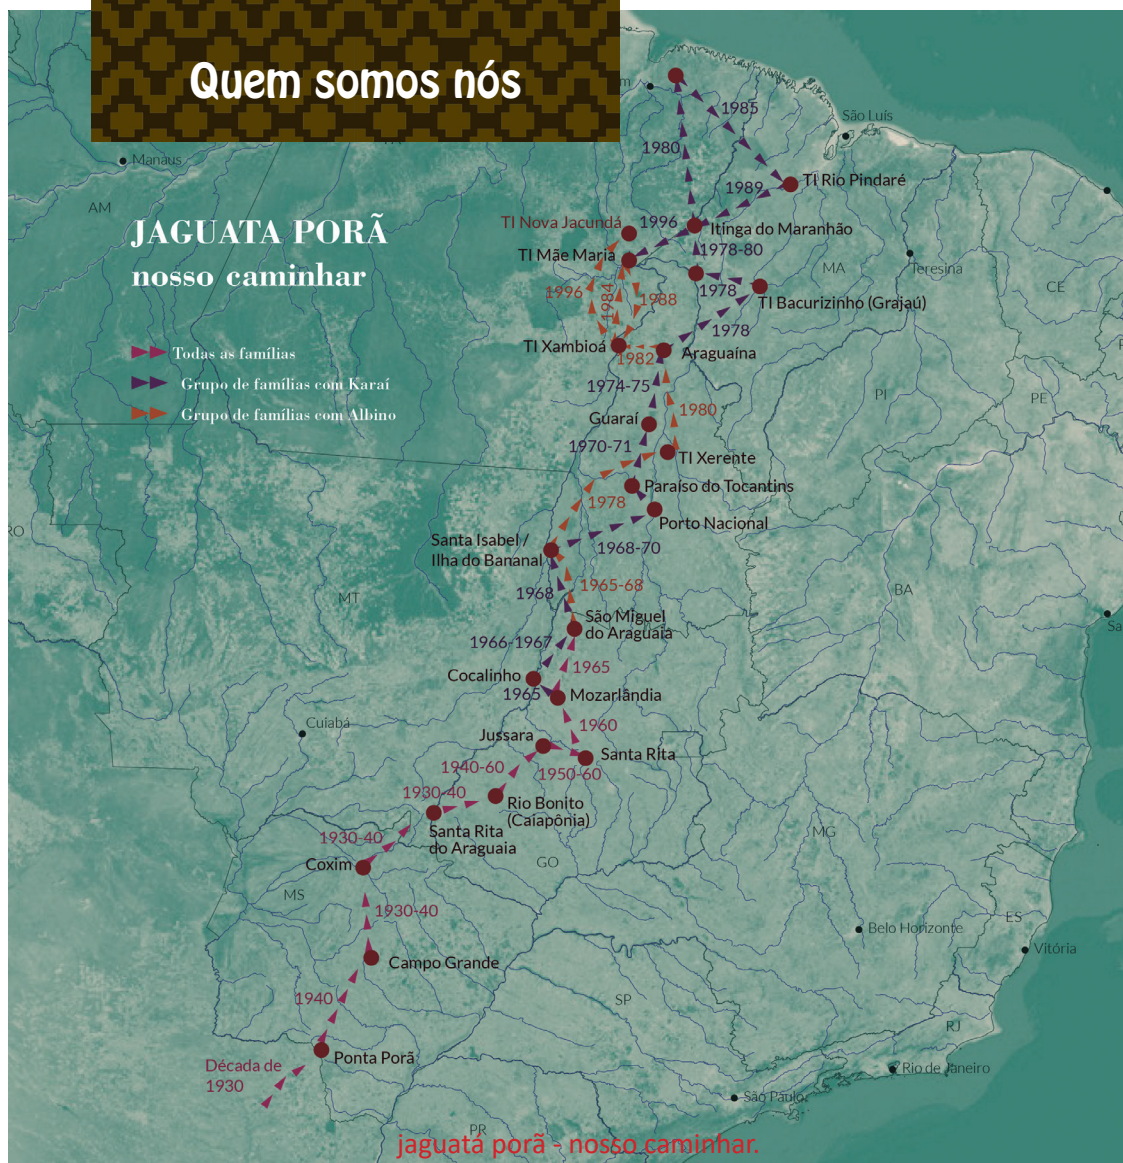 Quem somos nós
JAGUATA PORÃ
nosso caminhar
Todas as famílias
Grupo de famílias com Karaí
Grupo de famílias com Albino
1985
São Luís
Manaus
1980
TI Rio Pindaré
1989
AM
TI Nova Jacundá
1996
Itinga do Maranhão
TI Mãe Maria
1978-80
MA
Teresina
CE
1996
1984
1988
1978
TI Bacurizinho (Grajaú)
1978
TI Xambioá
1982
Araguaína
1974-75
PI
PE
1980
Guaraí
1970-71
TI Xerente
Paraíso do Tocantins
1978
Porto Nacional
RO
Santa Isabel /
Ilha do Bananal
1968-70
1965-68
1968
MT
BA
São Miguel
do Araguaia
Sa
1966-1967
1965
Cocalinho
1965
Mozarlândia
Cuiabá
1960
Jussara
Santa Rita
1940-60
1950-60
1930-40
Rio Bonito
(Caiapônia)
Santa Rita
do Araguaia
1930-40
MG
Coxim
GO
MS
1930-40
ES
Belo Horizonte
Vitória
Campo Grande
1940
SP
RJ
Ponta Porã
Década de
1930
Rio de Janeiro
São Paulo
PR
jaguatá porã - nosso caminhar.